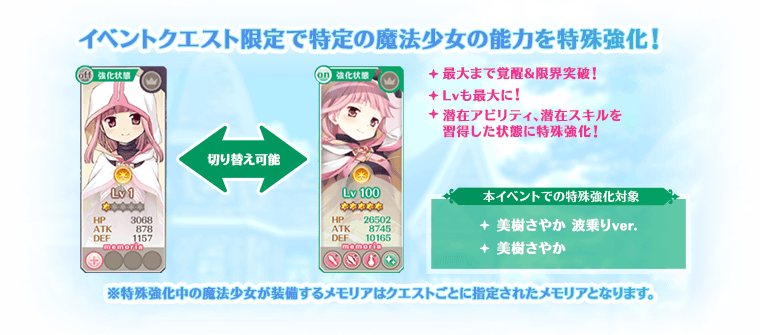 イベントクエスト限定で特定の魔法少女の能力を特殊強化!
off 強化状態
Lv 1
HP 3068
ATK 878
DEF 1157
memoria
切り替え可能
on 強化状態
Lv 100
HP 26502
ATK 8745
DEF 10165
memoria
最大まで覚醒&限界突破!
Lvも最大に!
潜在アビリティ、潜在スキルを
習得した状態に特殊強化!
本イベントでの特殊強化対象
美樹さやか 波乗りver.
美樹さやか
※特殊強化中の魔法少女が装備するメモリアはクエストごとに指定されたメモリアとなります。